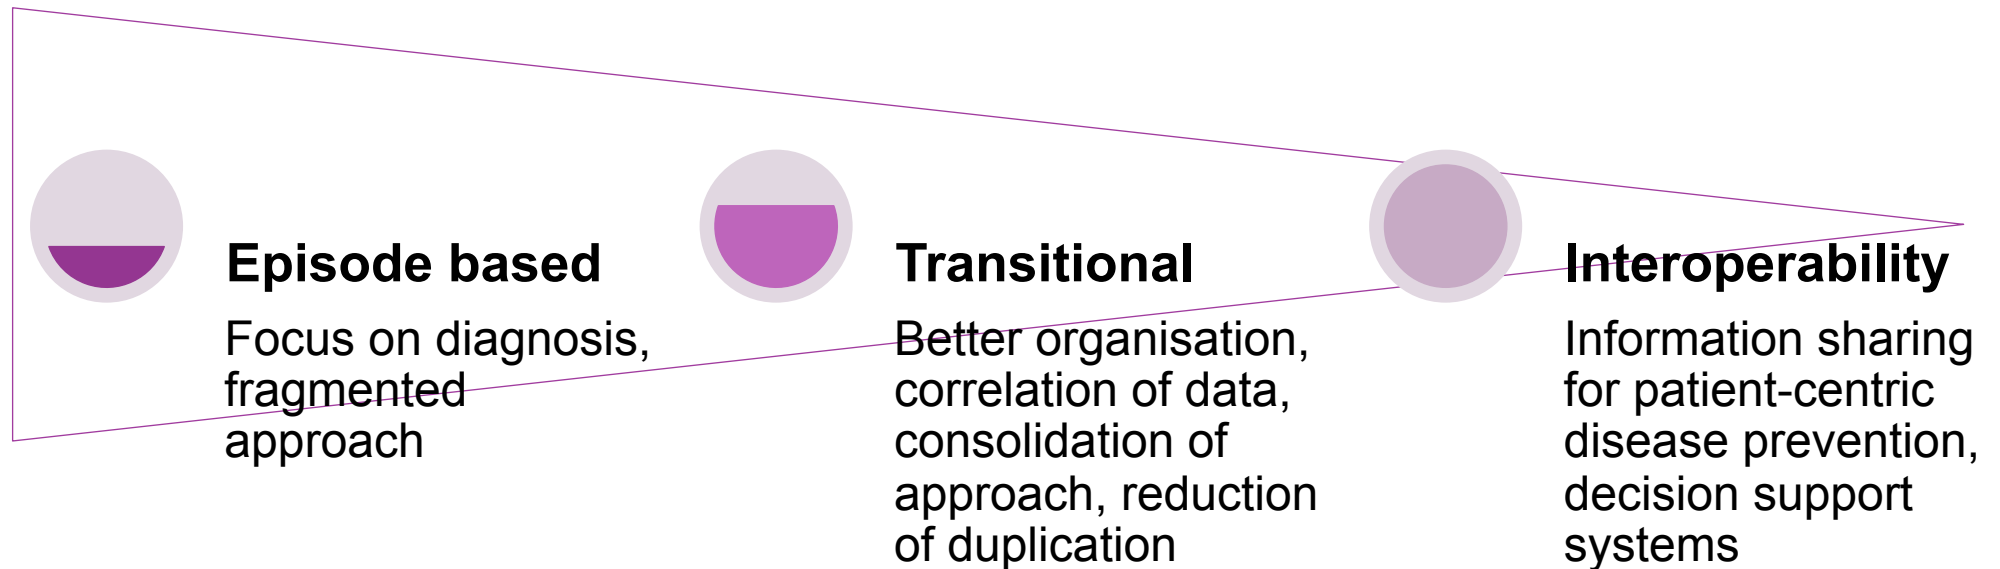 Episode based
Focus on diagnosis,
fragmented
approach
Transitional
Better organisation,
correlation of data,
consolidation of
approach, reduction
of duplication
Interoperability
Information sharing
for patient-centric
disease prevention,
decision support
systems